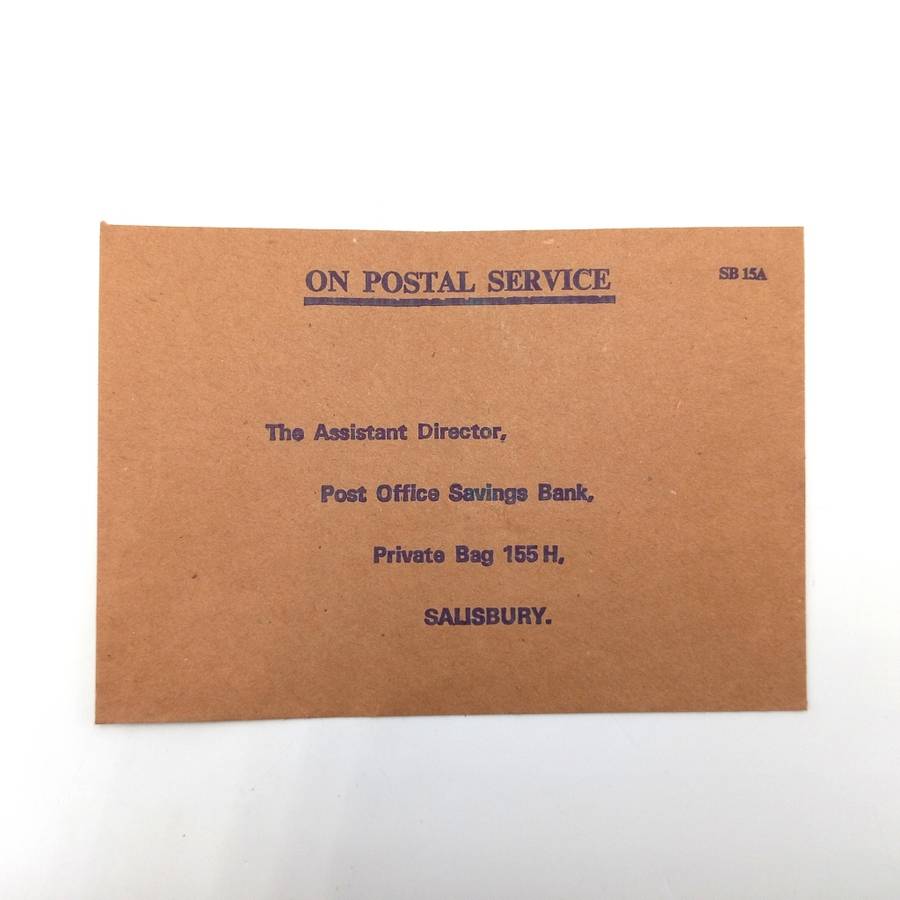 ON POSTAL SERVICE
SB 15A
The Assistant Director,
Post Office Savings Bank,
Private Bag 155 H,
SALISBURY.